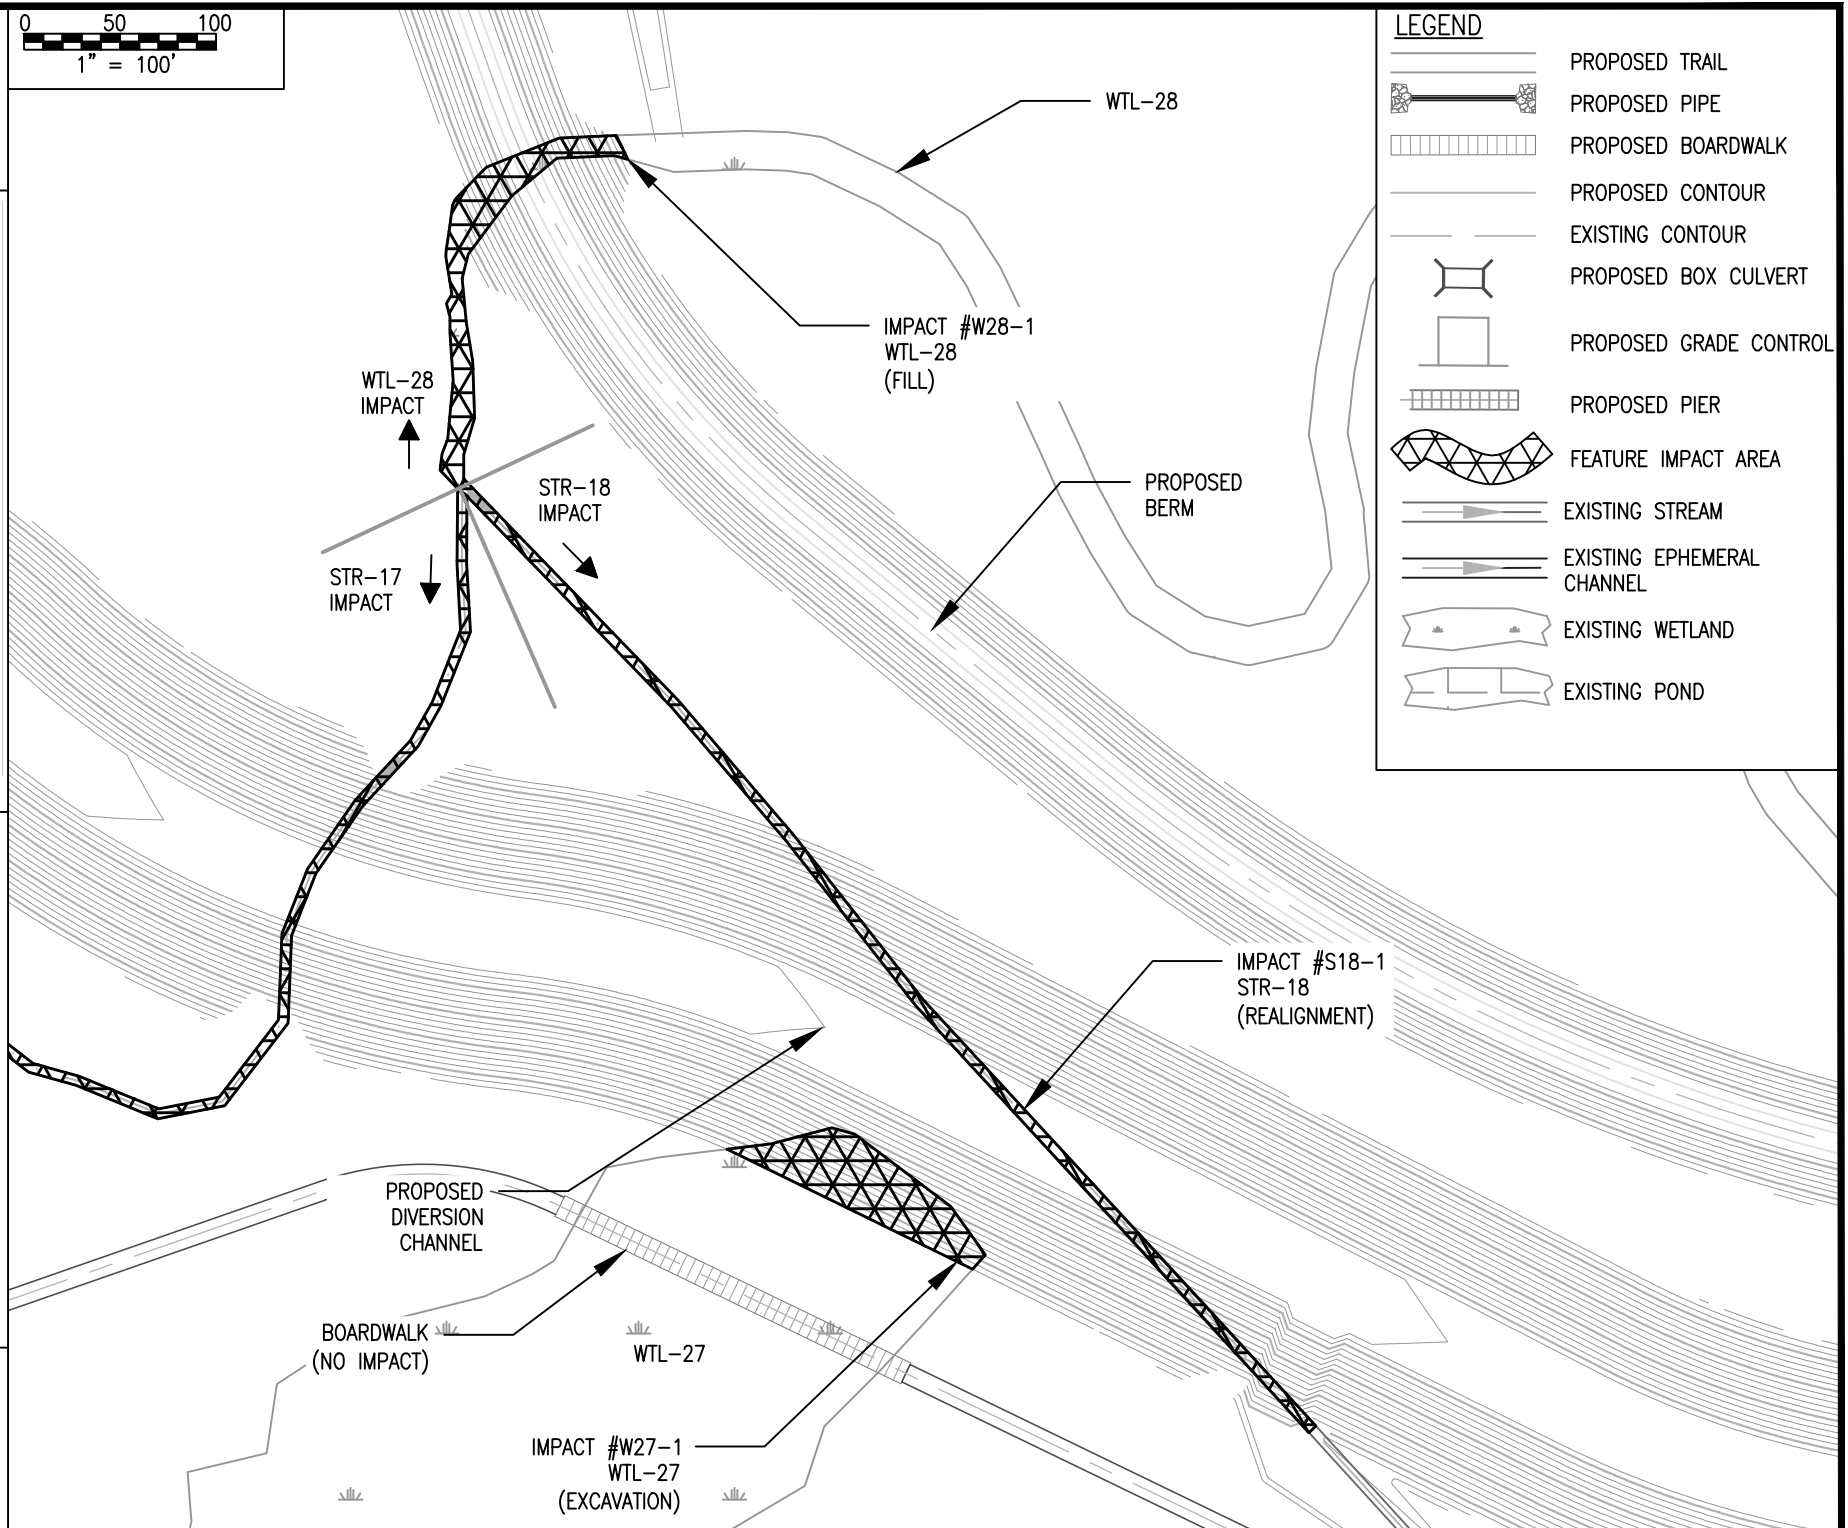 0 50 100
1" = 100'
WTL-28
IMPACT #W28-1
WTL-28
(FILL)
WTL-28
IMPACT
STR-18
IMPACT
STR-17
IMPACT
PROPOSED
BERM
IMPACT #S18-1
STR-18
(REALIGNMENT)
PROPOSED
DIVERSION
CHANNEL
BOARDWALK
(NO IMPACT)
WTL-27
IMPACT #W27-1
WTL-27
(EXCAVATION)
LEGEND
PROPOSED TRAIL
PROPOSED PIPE
PROPOSED BOARDWALK
PROPOSED CONTOUR
EXISTING CONTOUR
PROPOSED BOX CULVERT
PROPOSED GRADE CONTROL
PROPOSED PIER
FEATURE IMPACT AREA
EXISTING STREAM
EXISTING EPHEMERAL
CHANNEL
EXISTING WETLAND
EXISTING POND